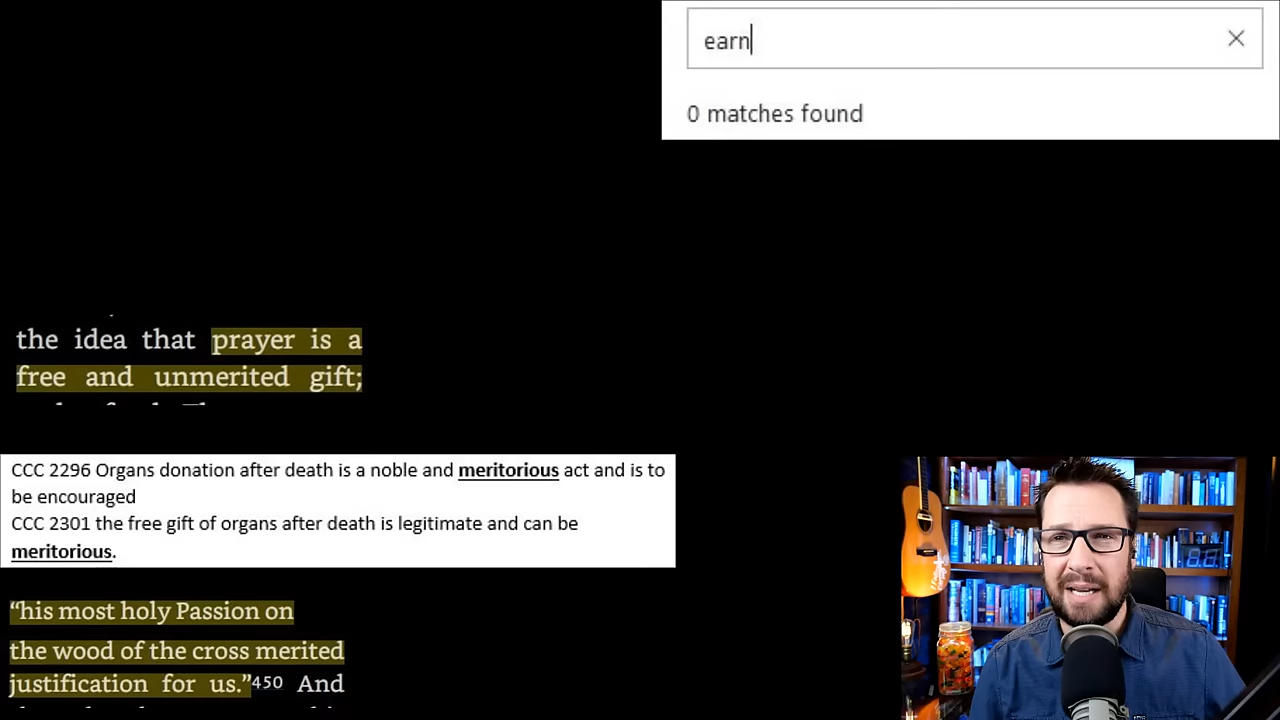 earn
0 matches found
the idea that prayer is a
free and unmerited gift;
CCC 2296 Organs donation after death is a noble and meritorious act and is to
be encouraged
CCC 2301 the free gift of organs after death is legitimate and can be
meritorious.
“his most holy Passion on
the wood of the cross merited
justification for us.”450 And